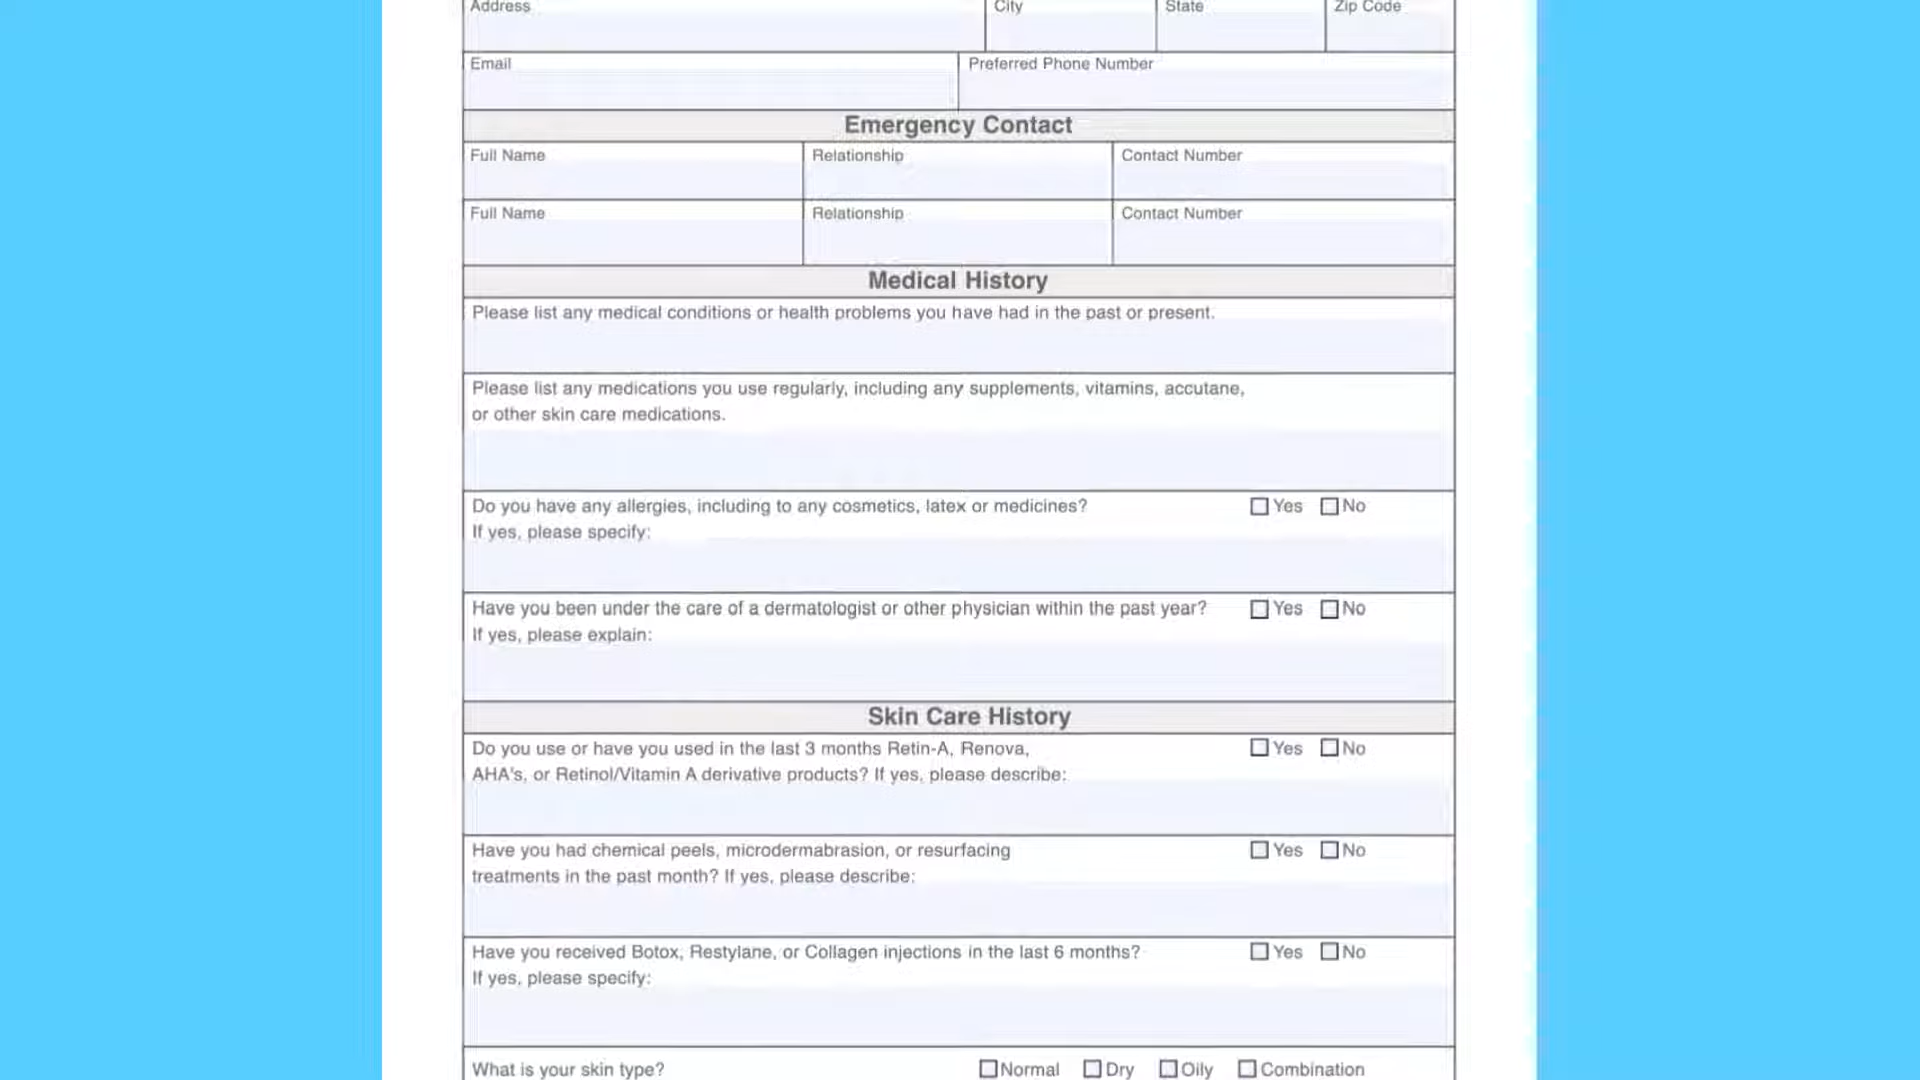 Address City State Zip Code
Email Preferred Phone Number
Emergency Contact
Full Name Relationship Contact Number
Full Name Relationship Contact Number
Medical History
Please list any medical conditions or health problems you have had in the past or present.
Please list any medications you use regularly, including any supplements, vitamins, accutane,
or other skin care medications.
Do you have any allergies, including to any cosmetics, latex or medicines? Yes No
If yes, please specify:
Have you been under the care of a dermatologist or other physician within the past year? Yes No
If yes, please explain:
Skin Care History
Do you use or have you used in the last 3 months Retin-A, Renova, Yes No
AHA's, or Retinol/Vitamin A derivative products? If yes, please describe:
Have you had chemical peels, microdermabrasion, or resurfacing Yes No
treatments in the past month? If yes, please describe:
Have you received Botox, Restylane, or Collagen injections in the last 6 months? Yes No
If yes, please specify:
What is your skin type? Normal Dry Oily Combination